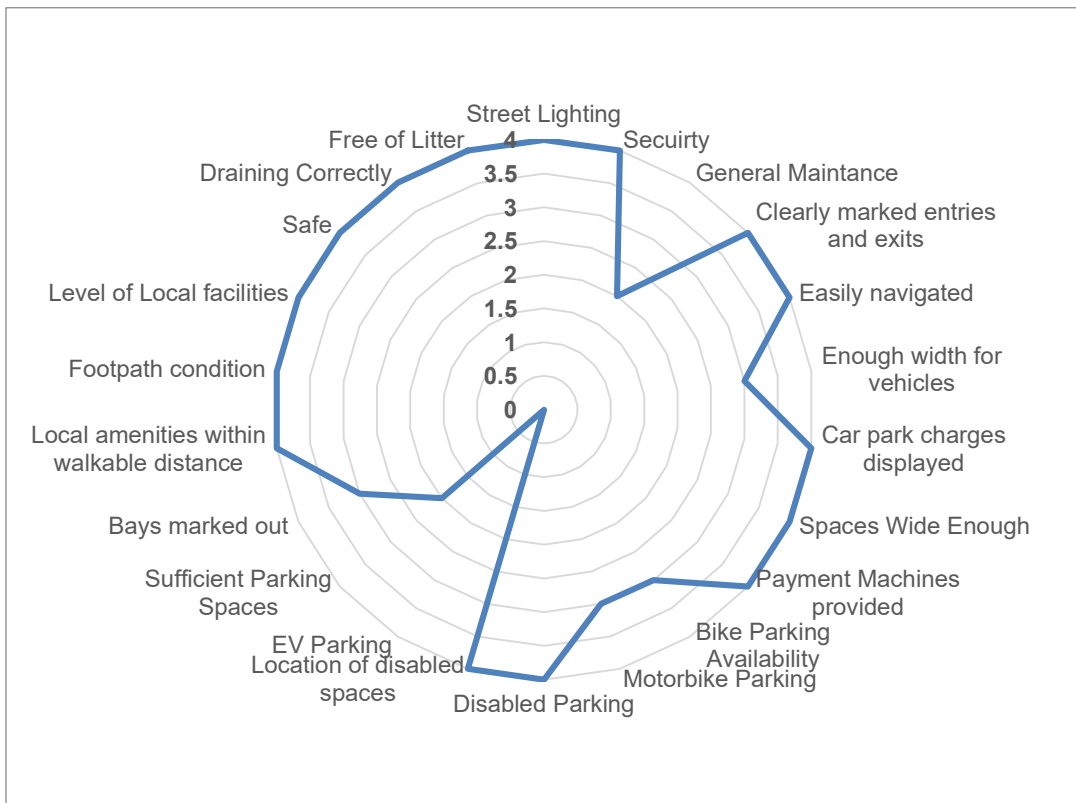 Street Lighting
Secuirty
General Maintance
Clearly marked entries
and exits
Easily navigated
Enough width for
vehicles
Car park charges
displayed
Spaces Wide Enough
Payment Machines
provided
Bike Parking
Availability
Motorbike Parking
Disabled Parking
Location of disabled
spaces
EV Parking
Sufficient Parking
Spaces
Bays marked out
Local amenities within
walkable distance
Footpath condition
Level of Local facilities
Safe
Draining Correctly
Free of Litter
4
3.5
3
2.5
2
1.5
1
0.5
0